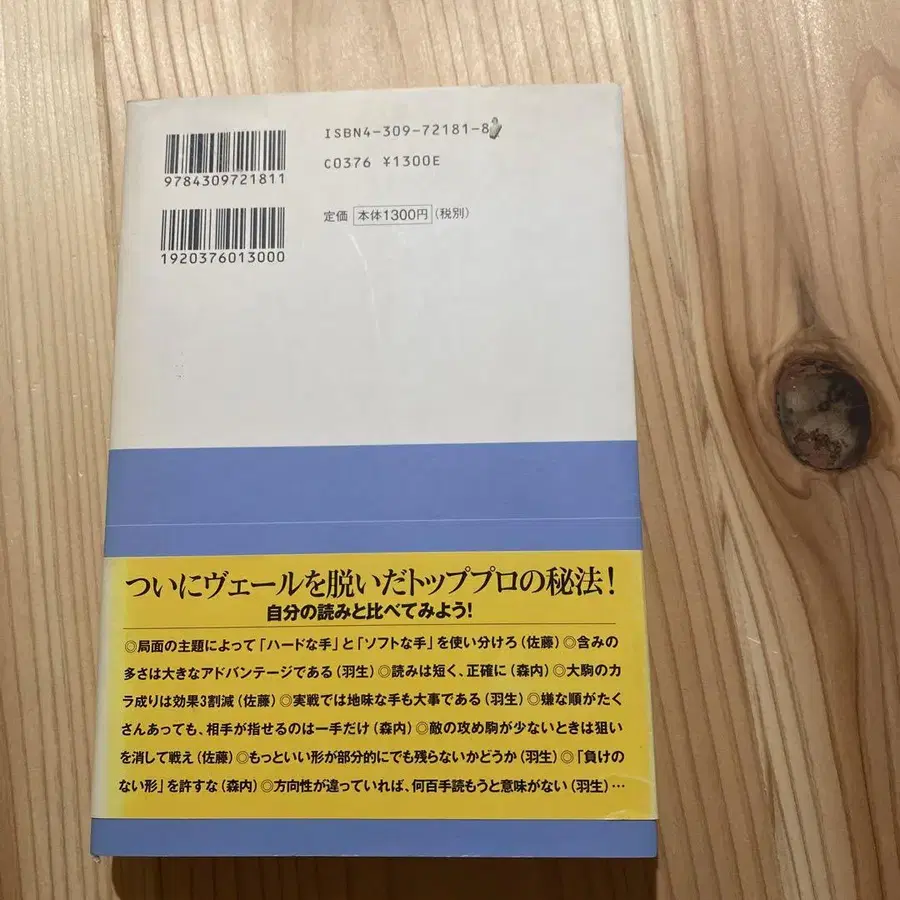 ISBN4-309-72181-8
C0376 ¥1300E
9784309721811
定価 本体1300円(税別)
1920376013000
ついにヴェールを脱いだトッププロの秘法!
自分の読みと比べてみよう!
◎局面の主題によって「ハードな手」と「ソフトな手」を使い分けろ(佐藤)◎含みの
多さは大きなアドバンテージである(羽生)◎読みは短く、正確に(森内)◎大駒のカ
ラ成りは効果3割減(佐藤)◎実戦では地味な手も大事である(羽生)◎嫌な順がたく
さんあっても、相手が指せるのは一手だけ(森内)◎敵の攻め駒が少ないときは狙い
を消して戦え(佐藤)◎もっといい形が部分的にでも残らないかどうか(羽生)◎「負けの
ない形」を許すな(森内)◎方向性が違っていれば、何百手読もうと意味がない(羽生)…